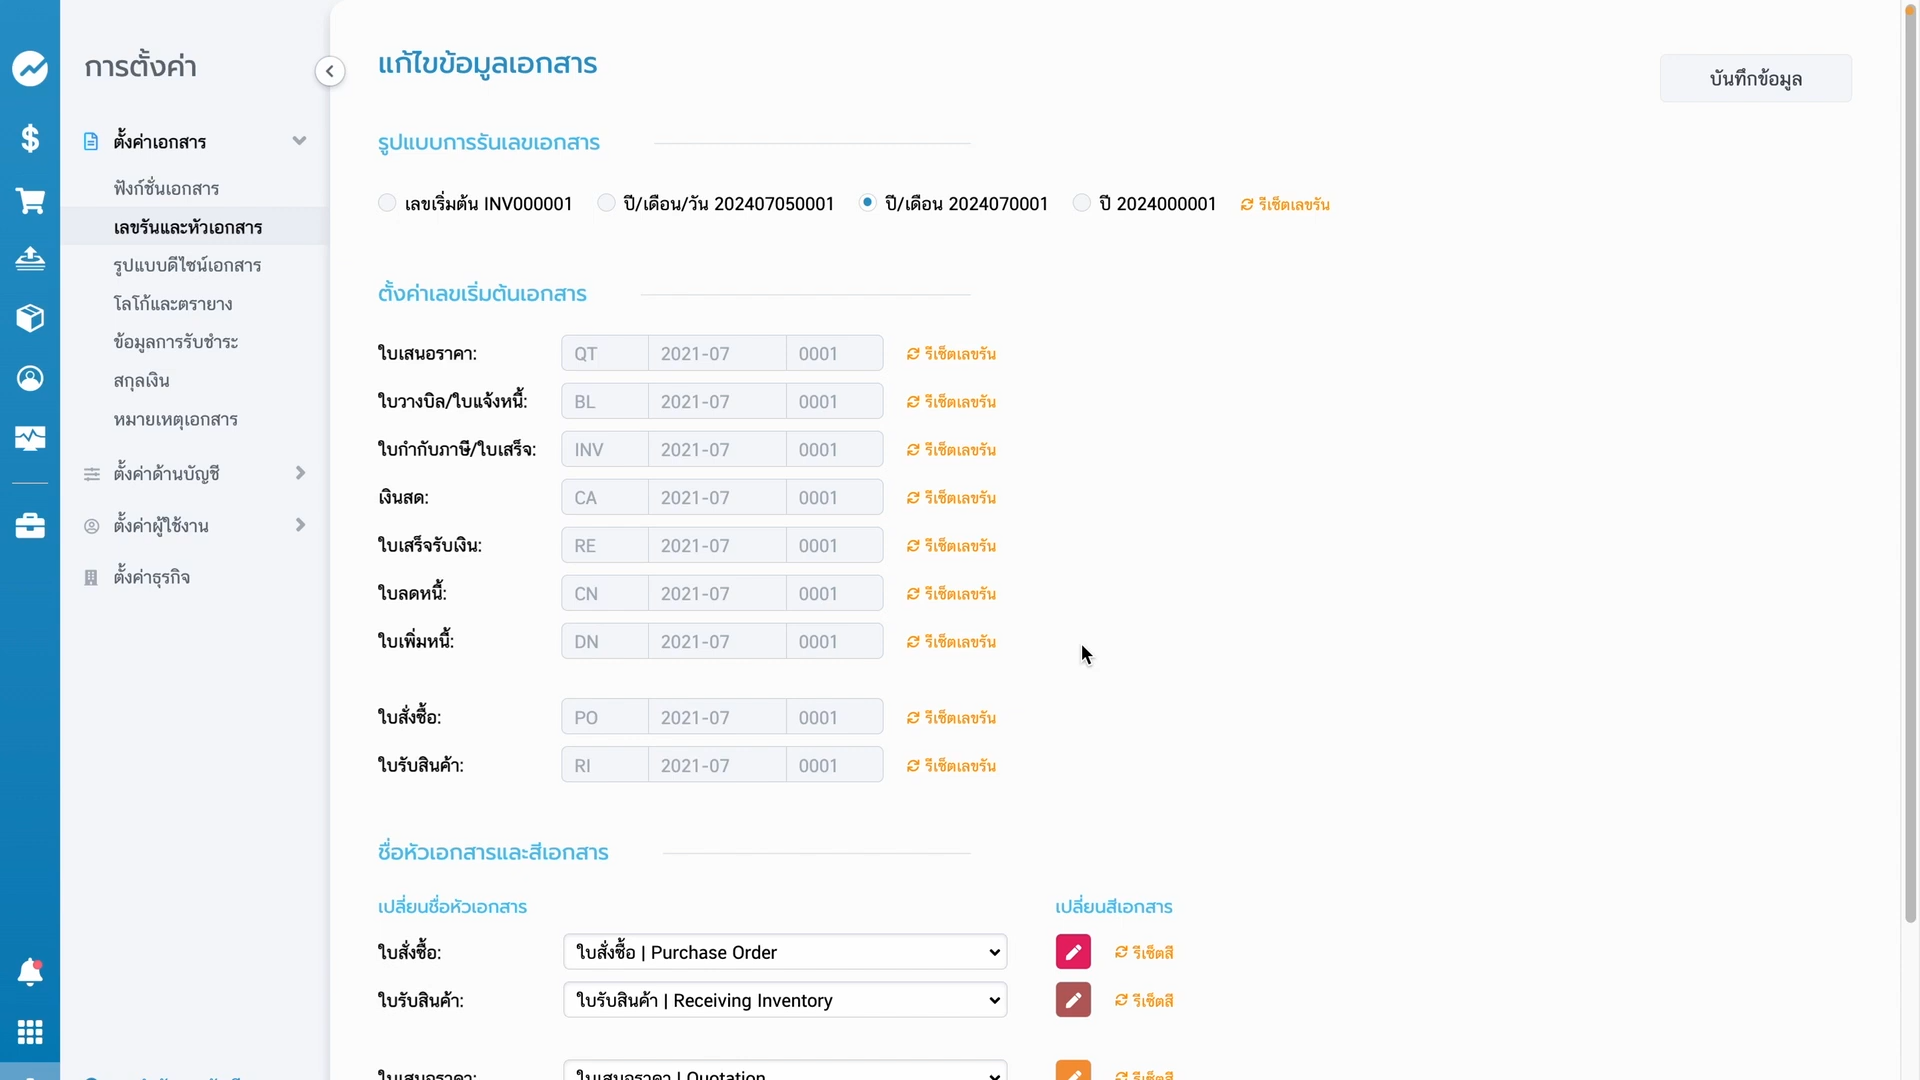 การตั้งค่า
ตั้งค่าเอกสาร
ฟังก์ชั่นเอกสาร
เลขรันและหัวเอกสาร
รูปแบบดีไซน์เอกสาร
โลโก้และตรายาง
ข้อมูลการรับชำระ
สกุลเงิน
หมายเหตุเอกสาร
ตั้งค่าด้านบัญชี
ตั้งค่าผู้ใช้งาน
ตั้งค่าธุรกิจ
แก้ไขข้อมูลเอกสาร
บันทึกข้อมูล
รูปแบบการรันเลขเอกสาร
เลขเริ่มต้น INV000001 ปี/เดือน/วัน 202407050001 ปี/เดือน 2024070001 ปี 2024000001 รีเซ็ตเลขรัน
ตั้งค่าเลขเริ่มต้นเอกสาร
ใบเสนอราคา: QT 2021-07 0001 รีเซ็ตเลขรัน
ใบวางบิล/ใบแจ้งหนี้: BL 2021-07 0001 รีเซ็ตเลขรัน
ใบกำกับภาษี/ใบเสร็จ: INV 2021-07 0001 รีเซ็ตเลขรัน
เงินสด: CA 2021-07 0001 รีเซ็ตเลขรัน
ใบเสร็จรับเงิน: RE 2021-07 0001 รีเซ็ตเลขรัน
ใบลดหนี้: CN 2021-07 0001 รีเซ็ตเลขรัน
ใบเพิ่มหนี้: DN 2021-07 0001 รีเซ็ตเลขรัน
ใบสั่งซื้อ: PO 2021-07 0001 รีเซ็ตเลขรัน
ใบรับสินค้า: RI 2021-07 0001 รีเซ็ตเลขรัน
ชื่อหัวเอกสารและสีเอกสาร
เปลี่ยนชื่อหัวเอกสาร เปลี่ยนสีเอกสาร
ใบสั่งซื้อ: ใบสั่งซื้อ | Purchase Order รีเซ็ตสี
ใบรับสินค้า: ใบรับสินค้า | Receiving Inventory รีเซ็ตสี
ใบเสนอราคา: ใบเสนอราคา | Quotation รีเซ็ตสี